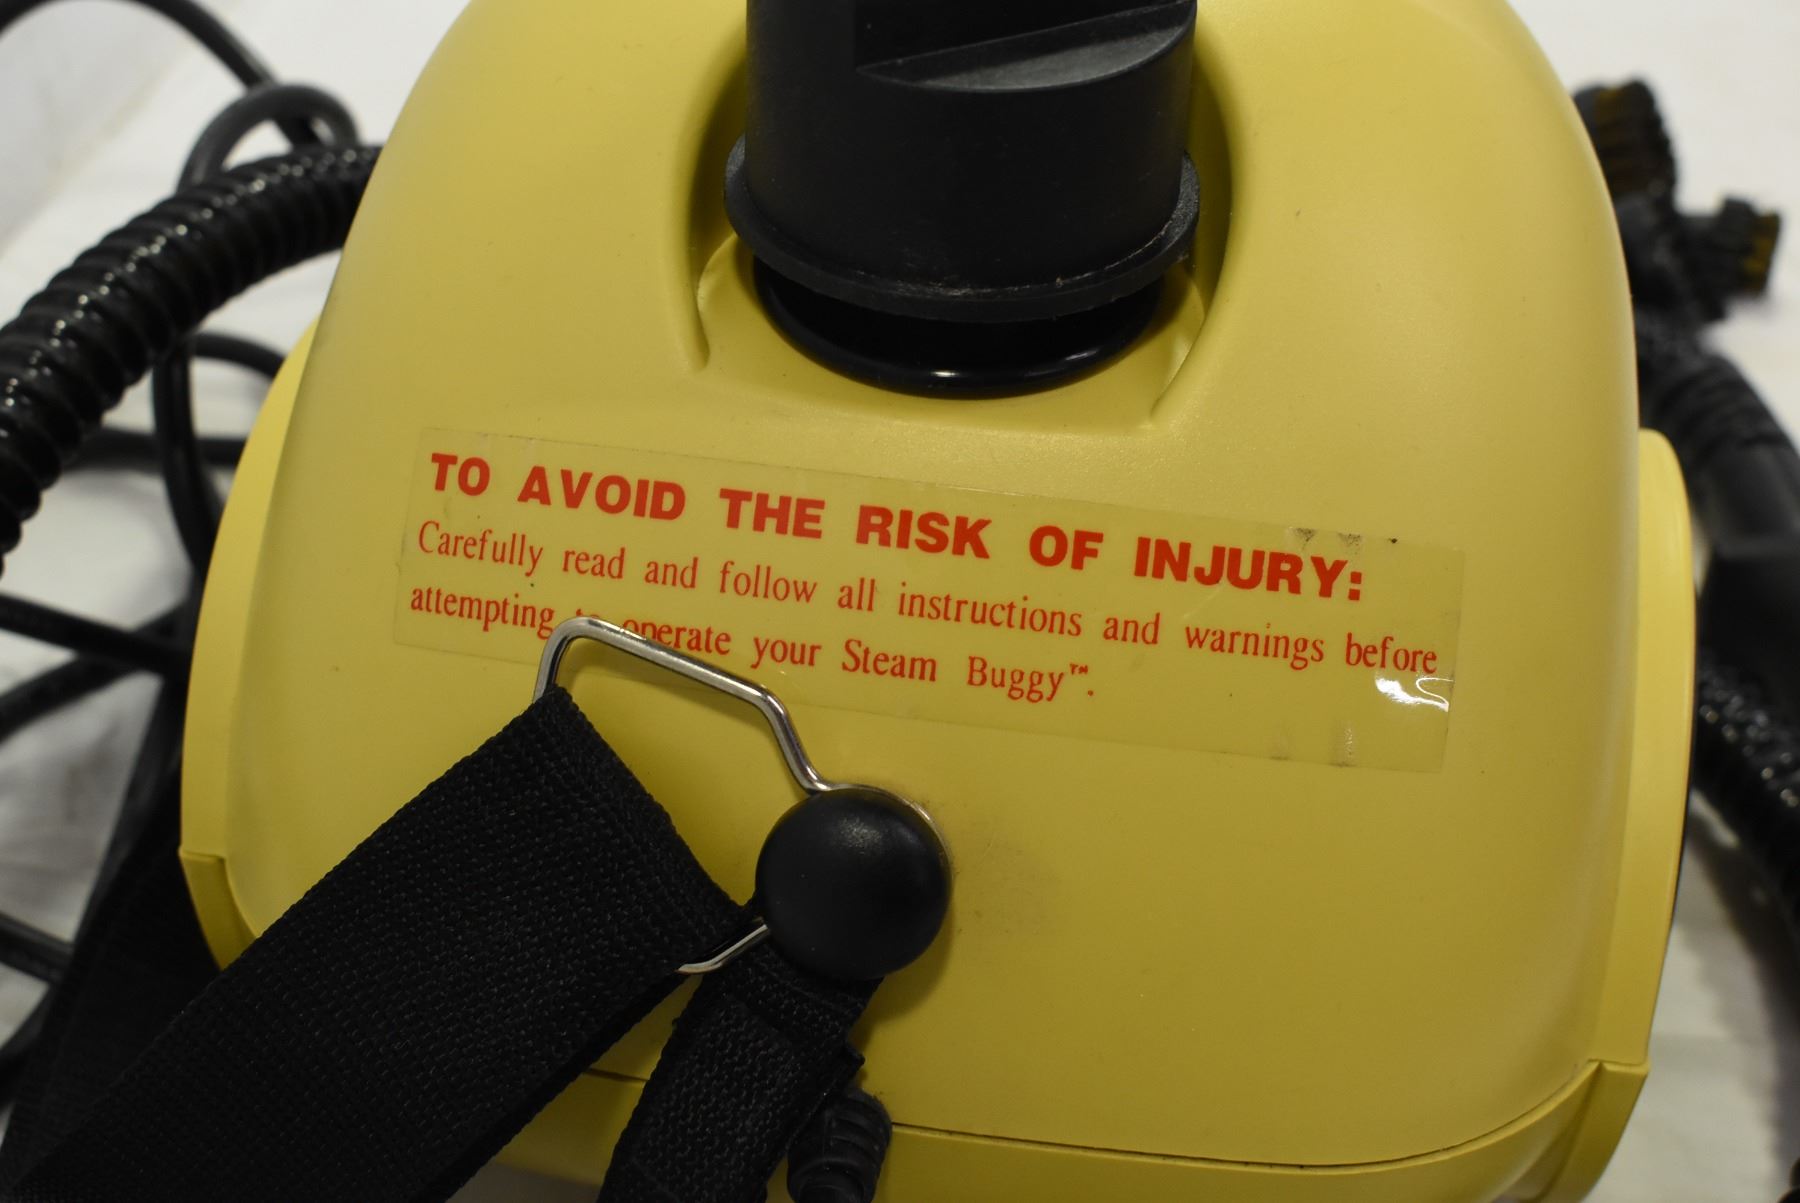 TO AVOID THE RISK OF INJURY:
Carefully read and follow all instructions and warnings before
attempting to operate your Steam Buggy™.